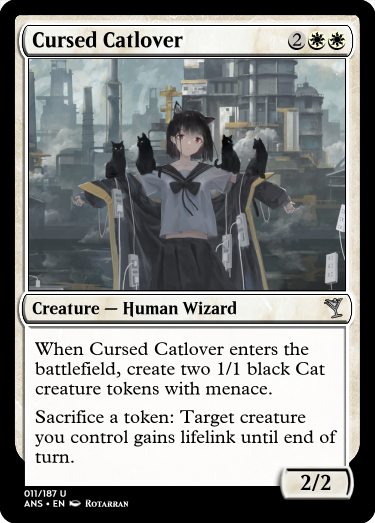 Cursed Catlover 2
Creature — Human Wizard
When Cursed Catlover enters the
battlefield, create two 1/1 black Cat
creature tokens with menace.
Sacrifice a token: Target creature
you control gains lifelink until end of
turn.
2/2
011/187 U
ANS • EN Rotarran